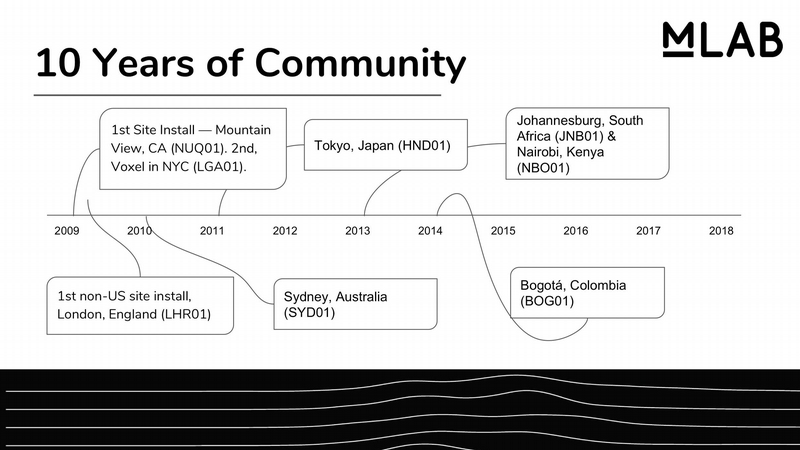 MLAB
10 Years of Community
1st Site Install — Mountain
View, CA (NUQ01). 2nd,
Voxel in NYC (LGA01).
Tokyo, Japan (HND01)
Johannesburg, South
Africa (JNB01) &
Nairobi, Kenya
(NBO01)
2009 2010 2011 2012 2013 2014 2015 2016 2017 2018
1st non-US site install,
London, England (LHR01)
Sydney, Australia
(SYD01)
Bogotá, Colombia
(BOG01)